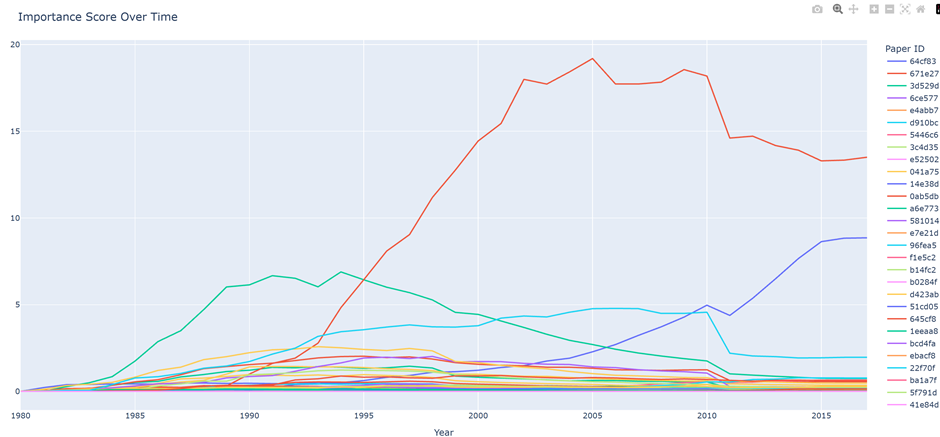 Importance Score Over Time
20
15
10
5
0
1980
1985
1990
1995
2000
2005
2010
2015
Year
Paper ID
64cf83
671e27
3d529d
6ce577
e4abb7
d910bc
5446c6
3c4d35
e52502
041a75
14e38d
0ab5db
a6e773
581014
e7e21d
96fea5
f1e5c2
b14fc2
b0284f
d423ab
51cd05
645cf8
1eeaa8
bcd4fa
ebacf8
22f70f
ba1a7f
5f791d
41e84d